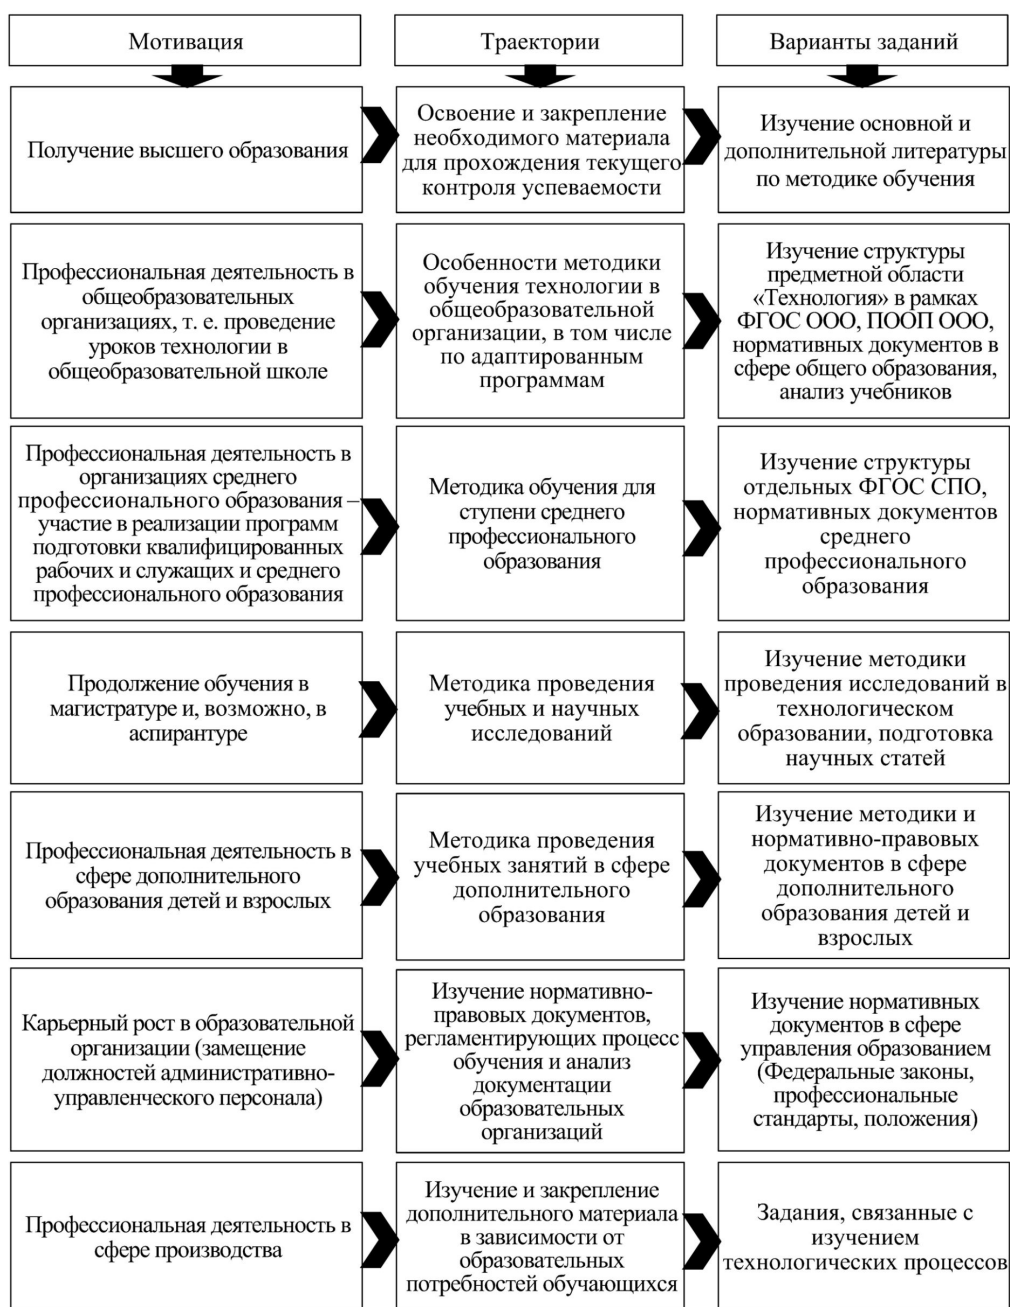 Мотивация
Траектории
Варианты заданий
Получение высшего образования
Освоение и закрепление
необходимого материала
для прохождения текущего
контроля успеваемости
Изучение основной и
дополнительной литературы
по методике обучения
Профессиональная деятельность в
общеобразовательных
организациях, т. е. проведение
уроков технологии в
общеобразовательной школе
Особенности методики
обучения технологии в
общеобразовательной
организации, в том числе
по адаптированным
программам
Изучение структуры
предметной области
«Технология» в рамках
ФГОС ООО, ПООП ООО,
нормативных документов в
сфере общего образования,
анализ учебников
Профессиональная деятельность в
организациях среднего
профессионального образования –
участие в реализации программ
подготовки квалифицированных
рабочих и служащих и среднего
профессионального образования
Методика обучения для
ступени среднего
профессионального
образования
Изучение структуры
отдельных ФГОС СПО,
нормативных документов
среднего
профессионального
образования
Продолжение обучения в
магистратуре и, возможно, в
аспирантуре
Методика проведения
учебных и научных
исследований
Изучение методики
проведения исследований в
технологическом
образовании, подготовка
научных статей
Профессиональная деятельность в
сфере дополнительного
образования детей и взрослых
Методика проведения
учебных занятий в сфере
дополнительного
образования
Изучение методики и
нормативно-правовых
документов в сфере
дополнительного
образования детей и
взрослых
Карьерный рост в образовательной
организации (замещение
должностей административно-
управленческого персонала)
Изучение нормативно-
правовых документов,
регламентирующих процесс
обучения и анализ
документации
образовательных
организаций
Изучение нормативных
документов в сфере
управления образованием
(Федеральные законы,
профессиональные
стандарты, положения)
Профессиональная деятельность в
сфере производства
Изучение и закрепление
дополнительного материала
в зависимости от
образовательных
потребностей обучающихся
Задания, связанные с
изучением
технологических процессов